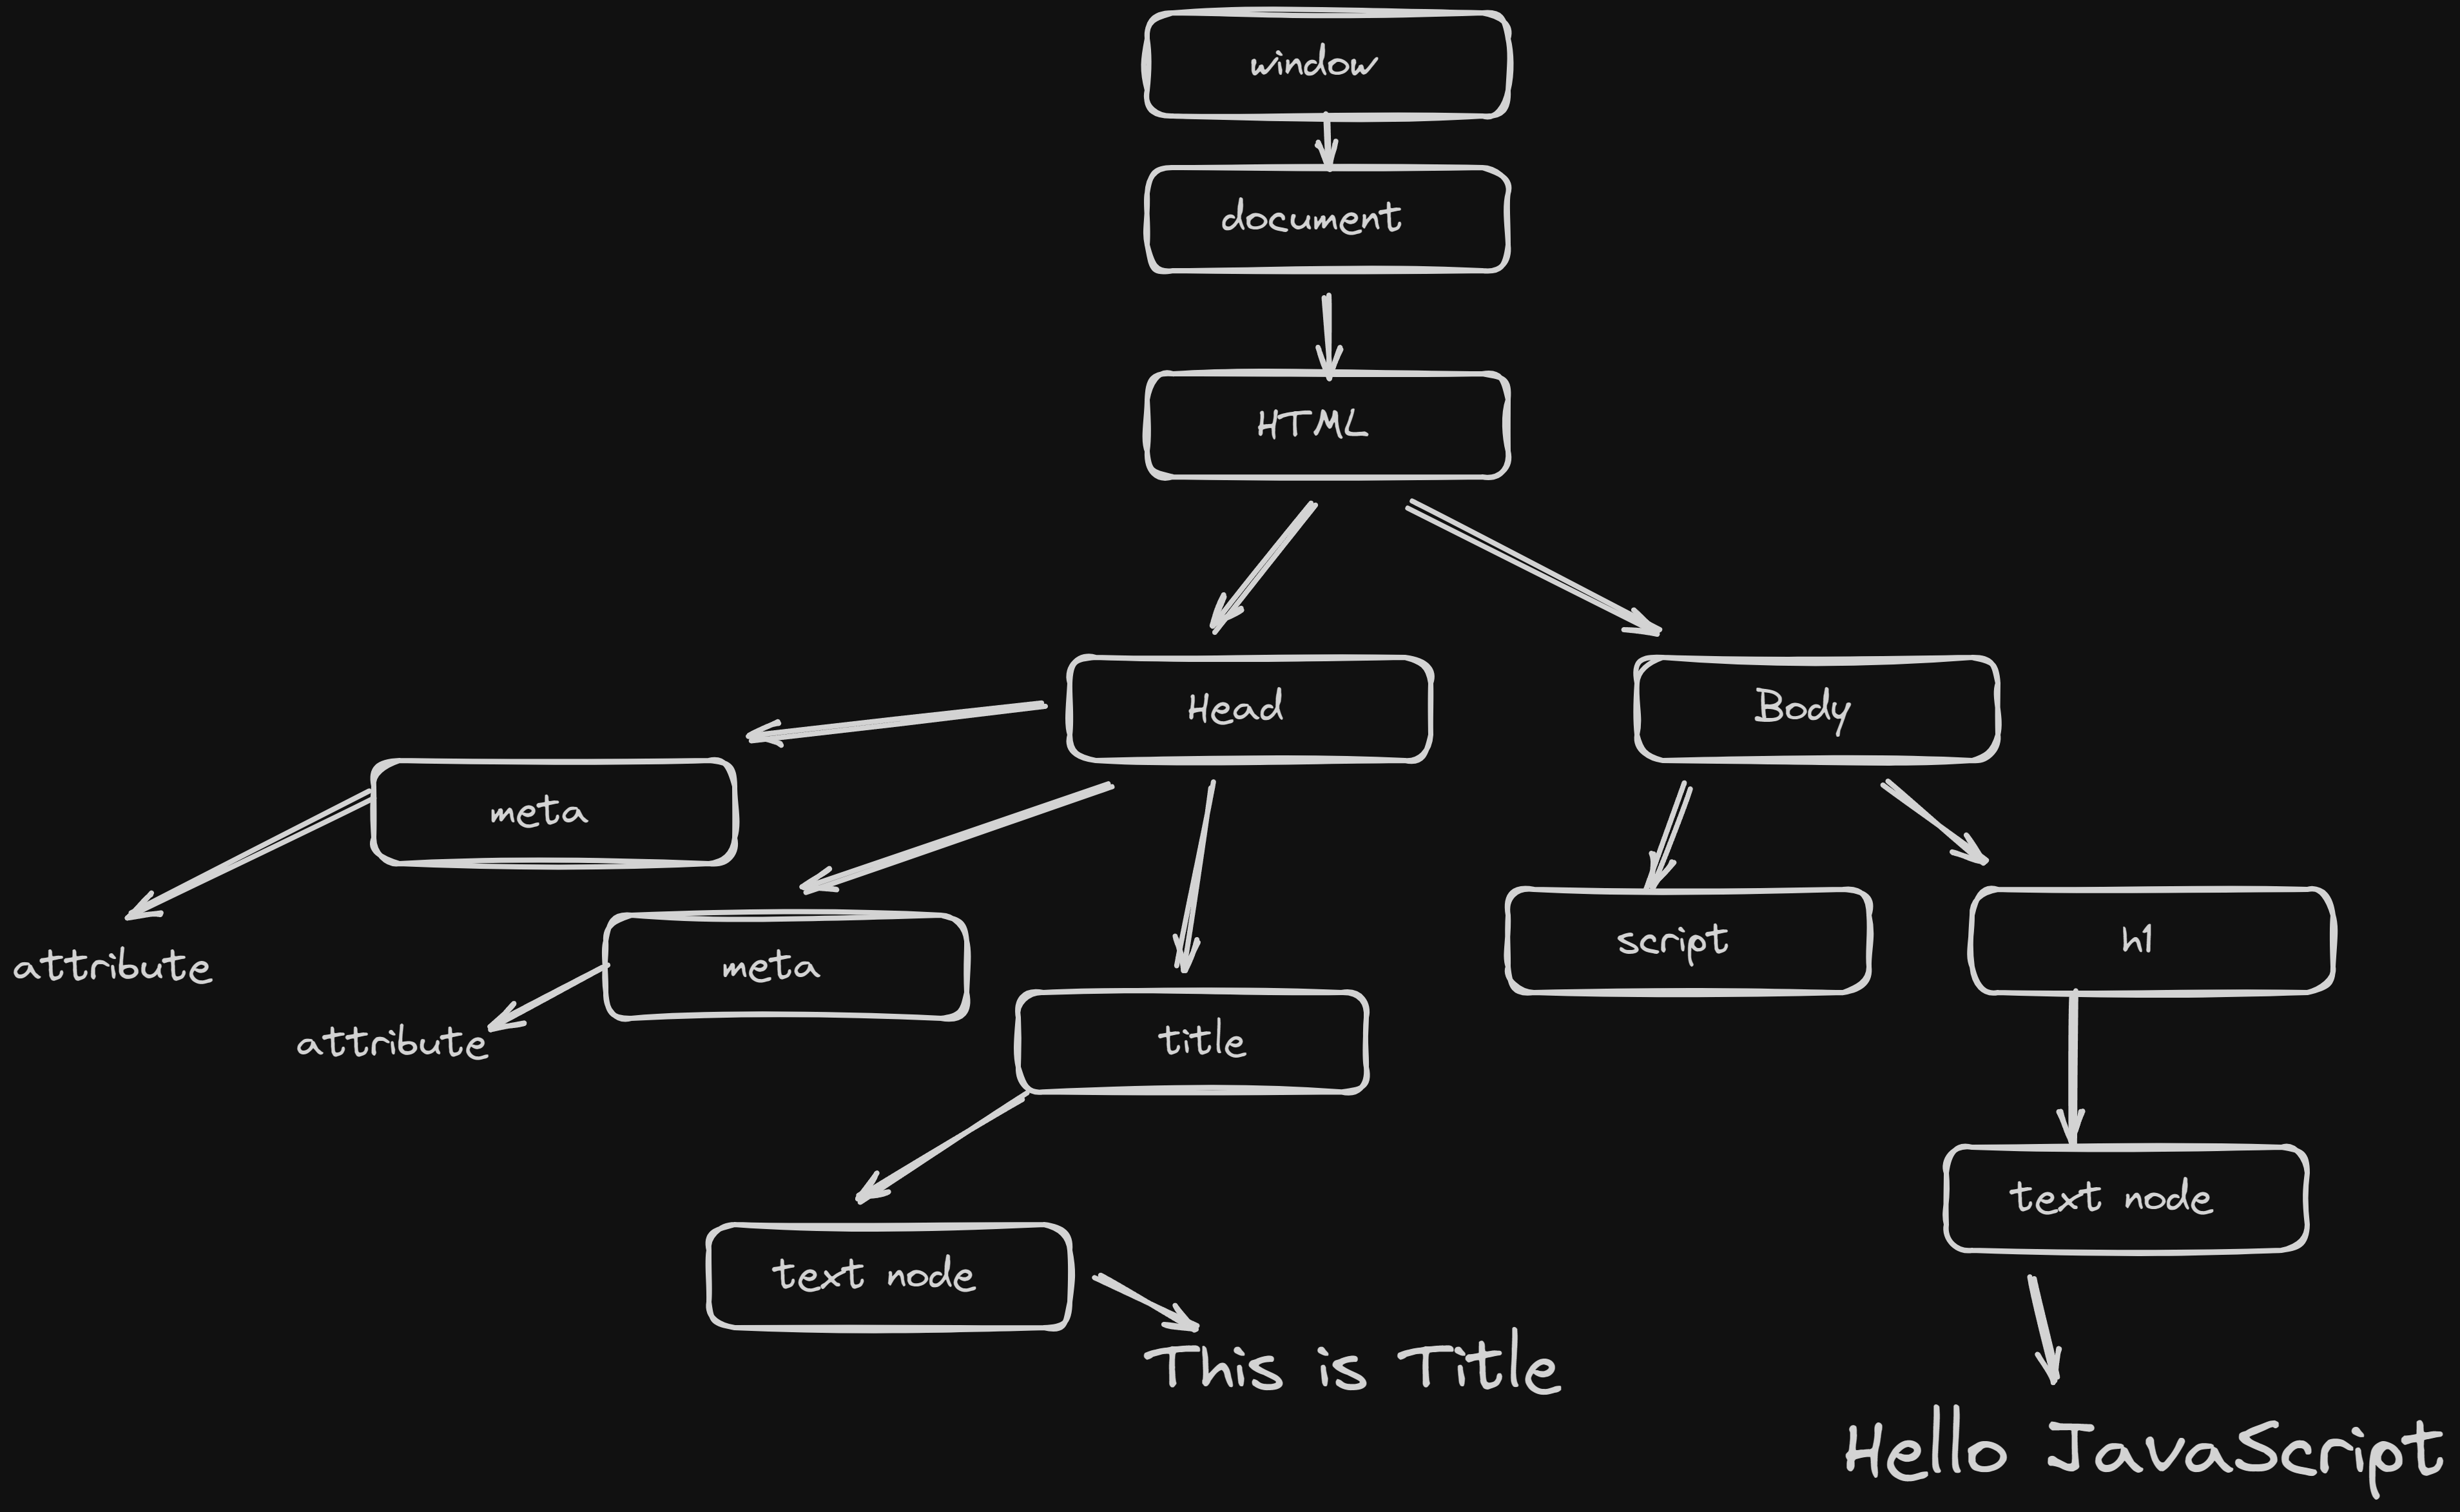 window
document
HTML
Head
Body
meta
script
h1
attribute
meta
attribute
title
text node
text node
This is Title
Hello JavaScript